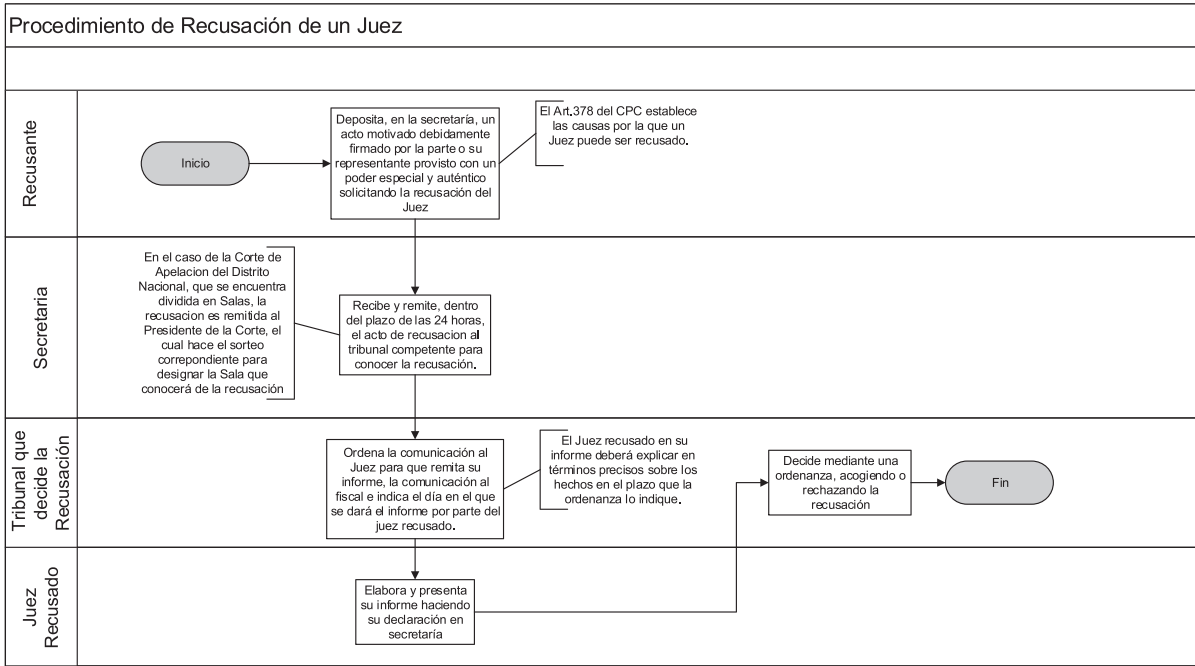 Procedimiento de Recusación de un Juez
Recusante
Inicio
Deposita, en la secretaría, un
acto motivado debidamente
firmado por la parte o su
representante provisto con un
poder especial y auténtico
solicitando la recusación del
Juez
El Art.378 del CPC establece
las causas por la que un
Juez puede ser recusado.
Secretaria
En el caso de la Corte de
Apelacion del Distrito
Nacional, que se encuentra
dividida en Salas, la
recusacion es remitida al
Presidente de la Corte, el
cual hace el sorteo
correpondiente para
designar la Sala que
conocerá de la recusación
Recibe y remite, dentro
del plazo de las 24 horas,
el acto de recusacion al
tribunal competente para
conocer la recusación.
Tribunal que
decide la
Recusación
Ordena la comunicación al
Juez para que remita su
informe, la comunicación al
fiscal e indica el día en el que
se dará el informe por parte del
juez recusado.
El Juez recusado en su
informe deberá explicar en
términos precisos sobre los
hechos en el plazo que la
ordenanza lo indique.
Decide mediante una
ordenanza, acogiendo o
rechazando la
recusación
Fin
Juez
Recusado
Elabora y presenta
su informe haciendo
su declaración en
secretaría